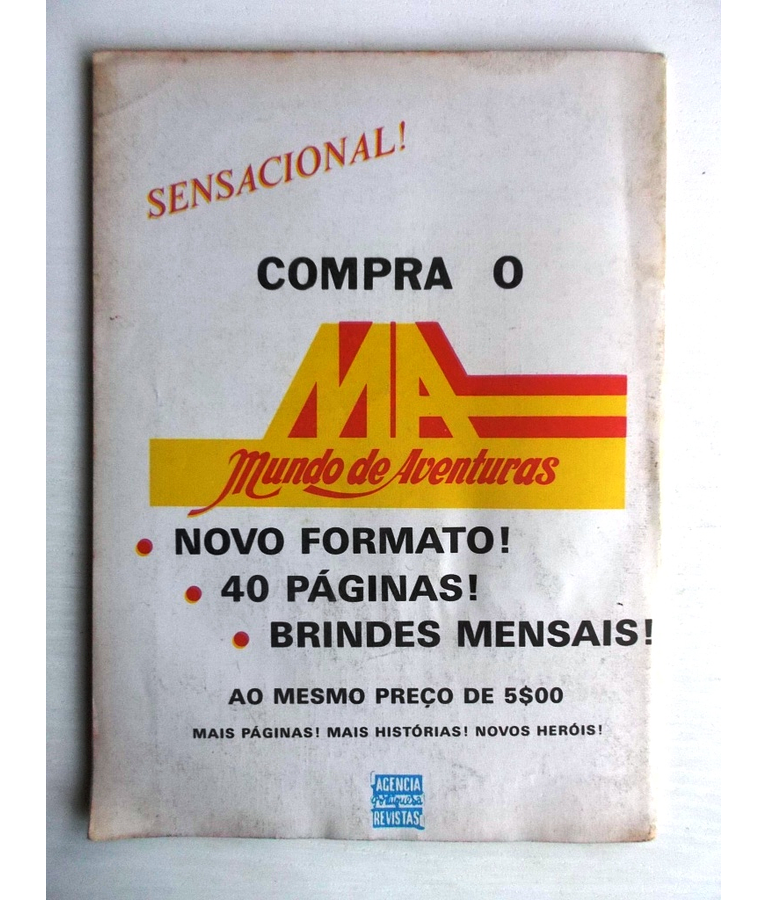 SENSACIONAL!
COMPRA O
MA
Mundo de Aventuras
• NOVO FORMATO!
• 40 PÁGINAS!
• BRINDES MENSAIS!
AO MESMO PREÇO DE 5$00
MAIS PÁGINAS! MAIS HISTÓRIAS! NOVOS HERÓIS!
AGENCIA
Portuguesa
REVISTAS